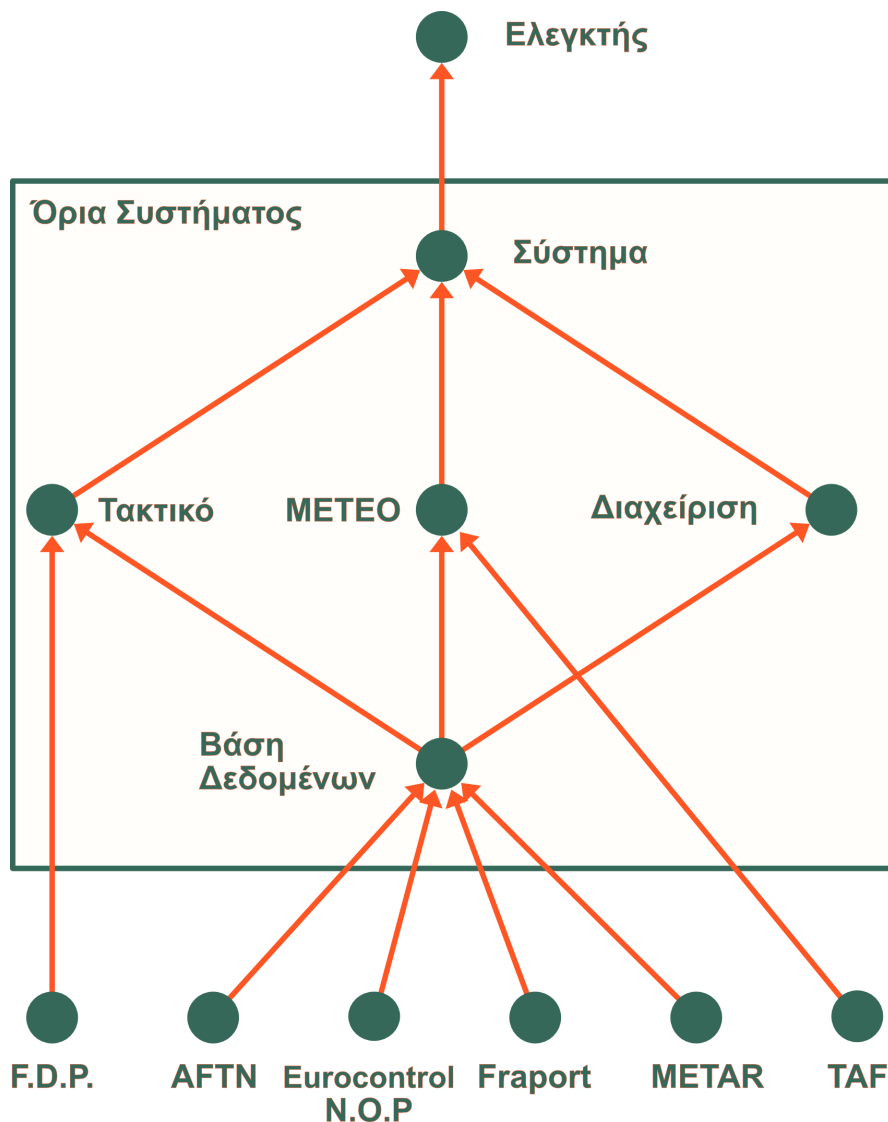 Ελεγκτής
Όρια Συστήματος
Σύστημα
Τακτικό
METEO
Διαχείριση
Βάση
Δεδομένων
F.D.P.
AFTN
Eurocontrol
N.O.P
Fraport
METAR
TAF